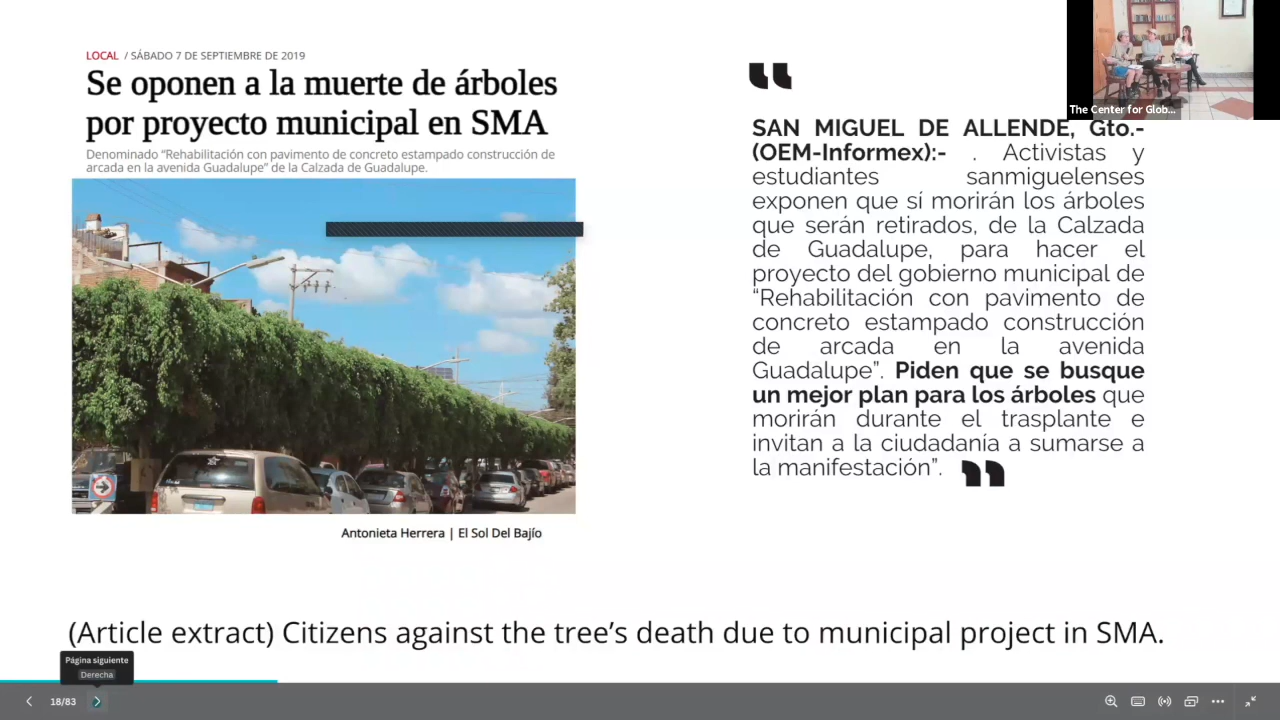 LOCAL / SÁBADO 7 DE SEPTIEMBRE DE 2019
Se oponen a la muerte de árboles
por proyecto municipal en SMA
Denominado “Rehabilitación con pavimento de concreto estampado construcción de
arcada en la avenida Guadalupe” de la Calzada de Guadalupe.
Antonieta Herrera | El Sol Del Bajío
The Center for Glob...
SAN MIGUEL DE ALLENDE, Gto.-
(OEM-Informex):- . Activistas y
estudiantes sanmiguelenses
exponen que sí morirán los árboles
que serán retirados, de la Calzada
de Guadalupe, para hacer el
proyecto del gobierno municipal de
“Rehabilitación con pavimento de
concreto estampado construcción
de arcada en la avenida
Guadalupe”. Piden que se busque
un mejor plan para los árboles que
morirán durante el trasplante e
invitan a la ciudadanía a sumarse a
la manifestación”.
(Article extract) Citizens against the tree’s death due to municipal project in SMA.
Página siguiente
Derecha
18/83